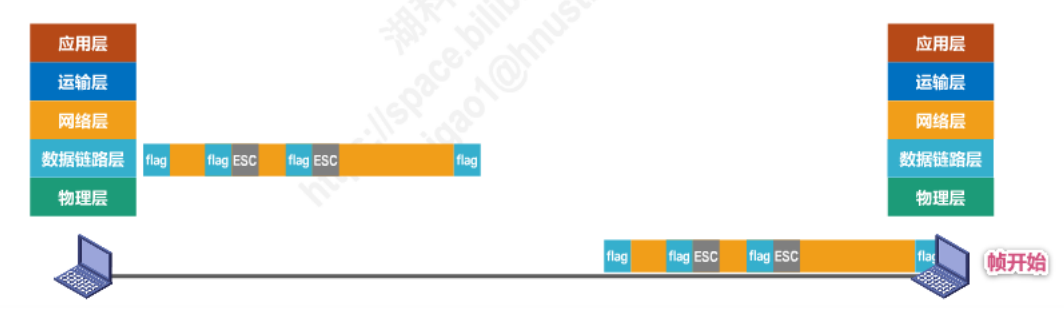 应用层
运输层
网络层
数据链路层
物理层
flag flag ESC flag ESC flag
应用层
运输层
网络层
数据链路层
物理层
flag flag ESC flag ESC
帧开始